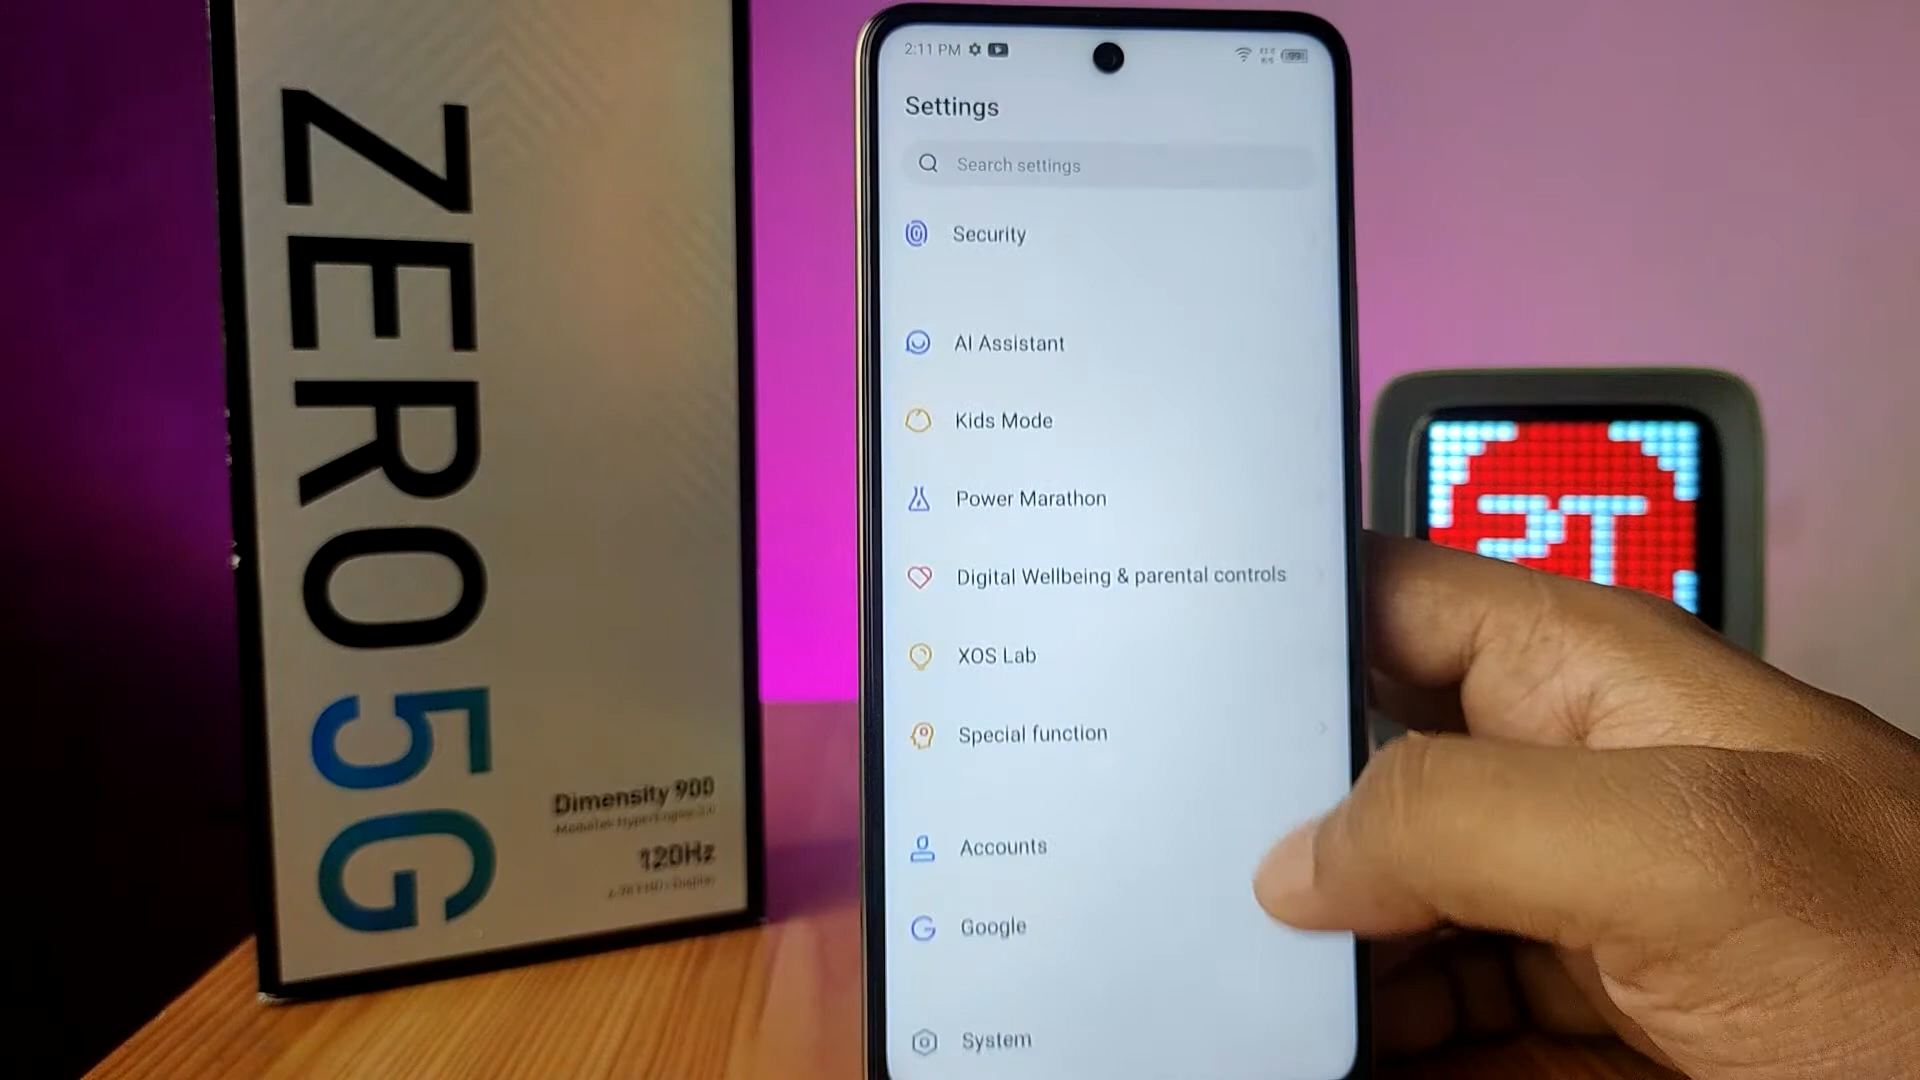 ZERO 5G
Dimensity 900
120Hz
2:11 PM
99
Settings
Search settings
Security
AI Assistant
Kids Mode
Power Marathon
Digital Wellbeing & parental controls
XOS Lab
Special function
Accounts
Google
System